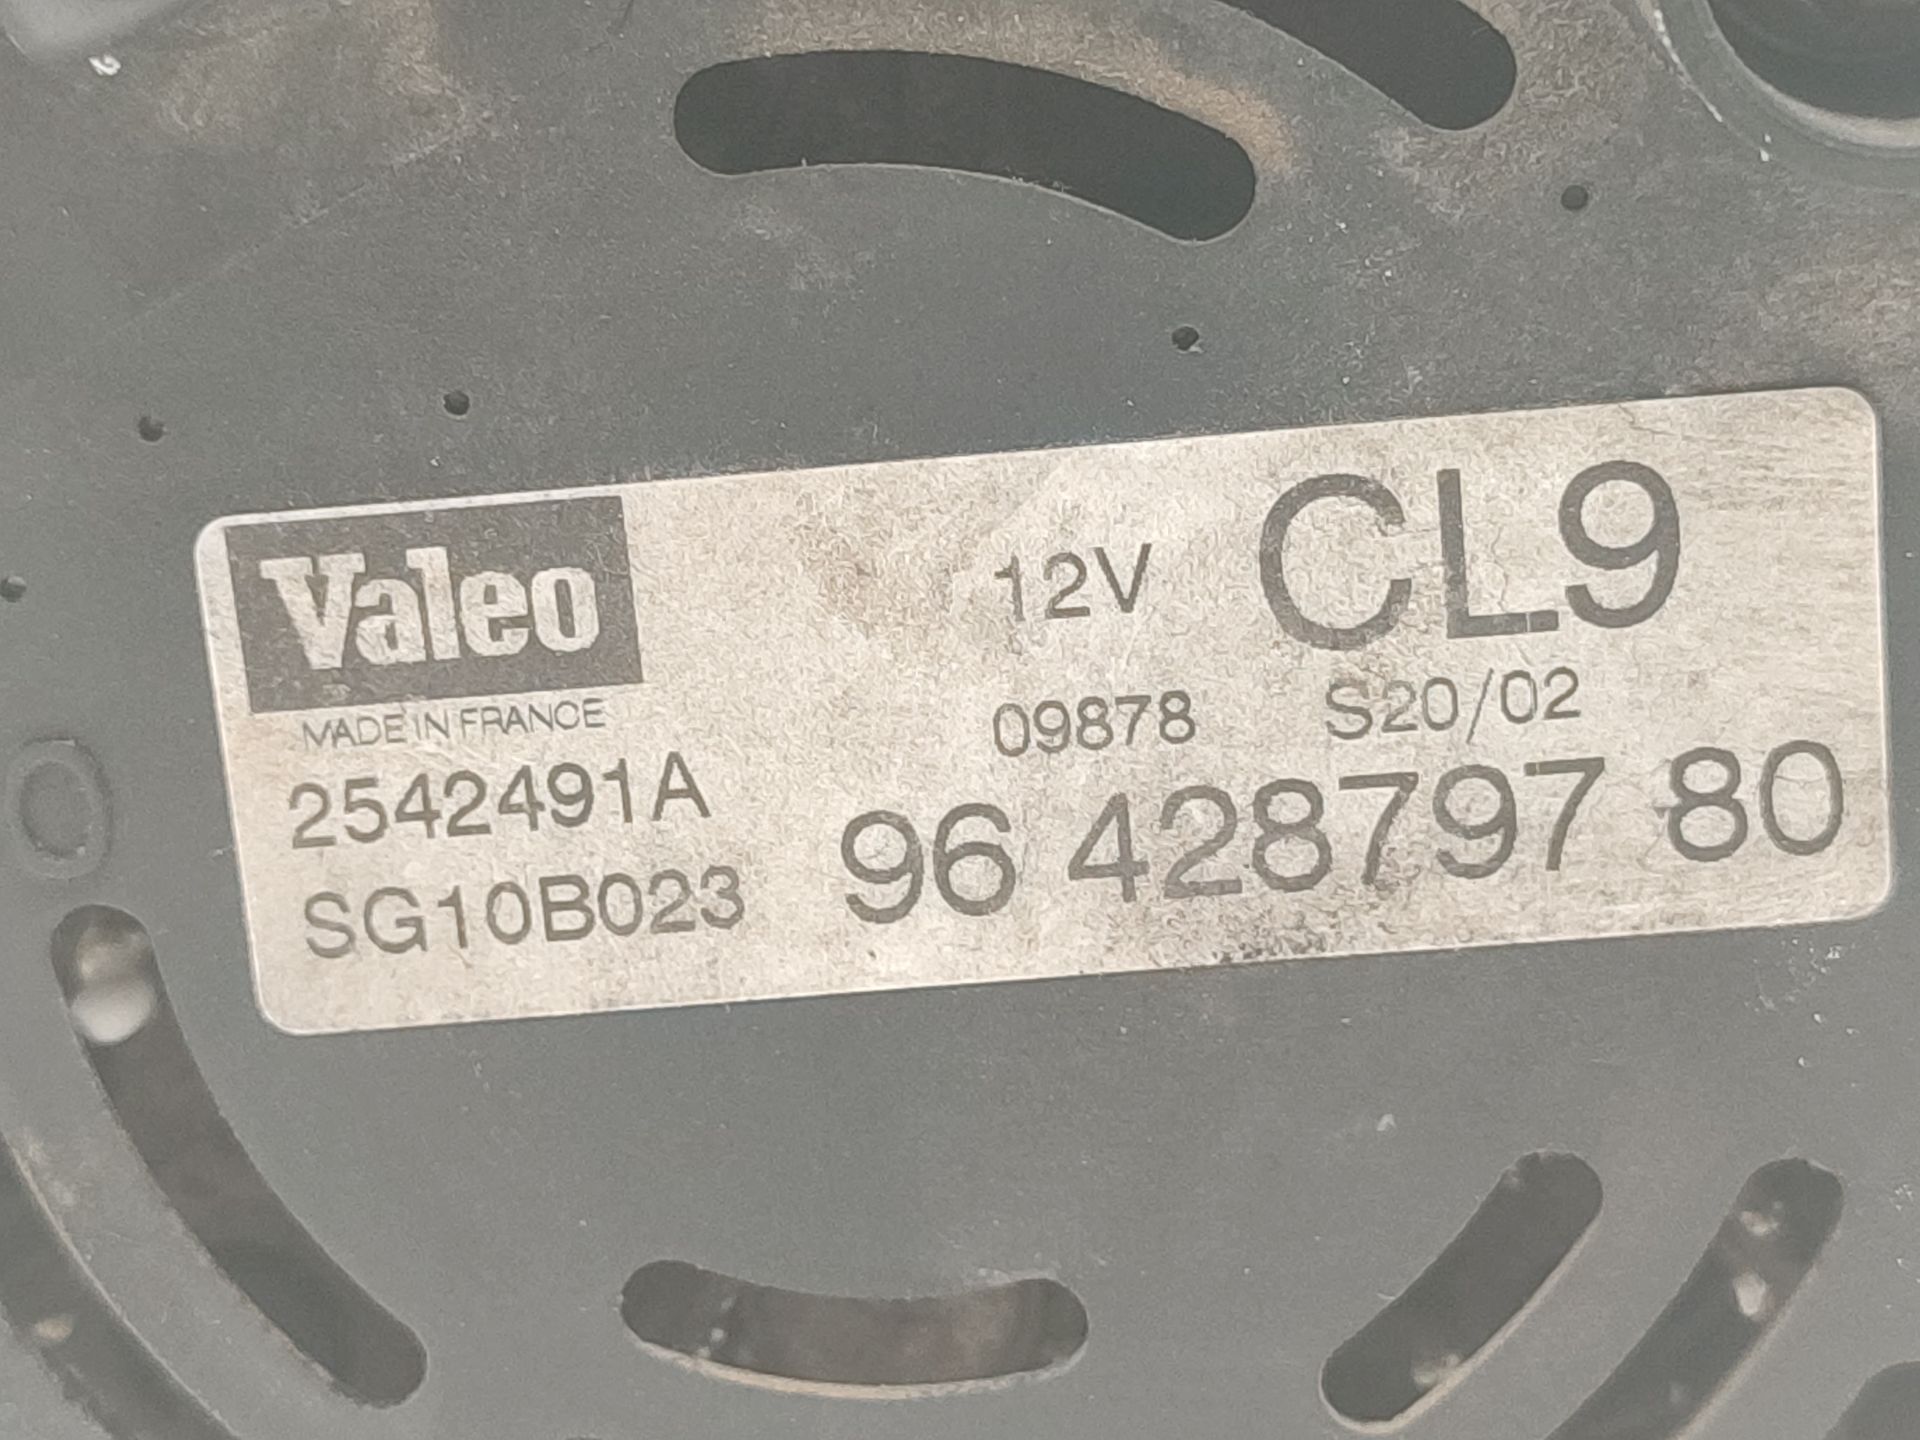 Valeo
MADE IN FRANCE
2542491A
SG10B023
12V CL9
09878 S20/02
96 428797 80